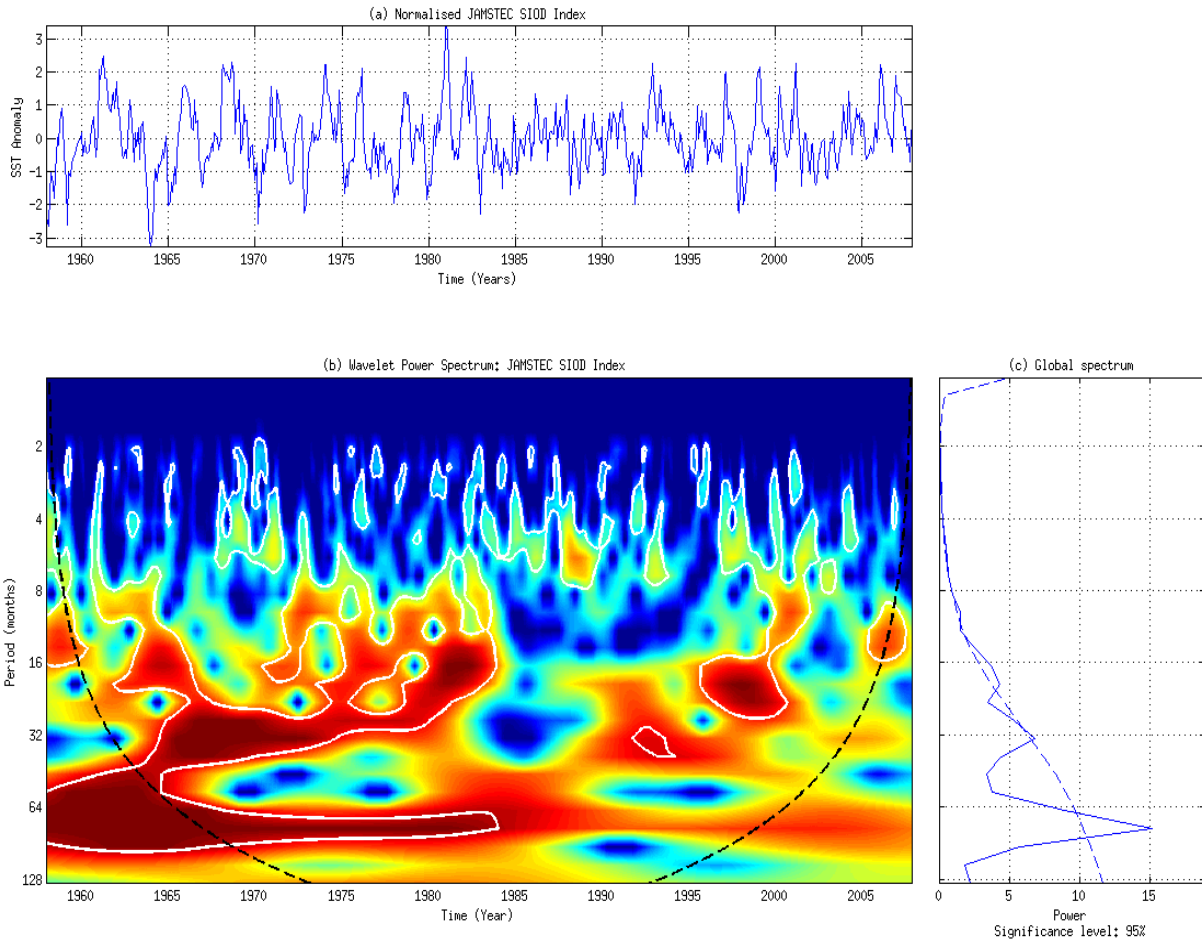 (a) Normalised JAMSTEC SIOD Index
SST Anomaly
3
2
1
0
-1
-2
-3
1960 1965 1970 1975 1980 1985 1990 1995 2000 2005
Time (Years)
(b) Wavelet Power Spectrum: JAMSTEC SIOD Index
Period (months)
2
4
8
16
32
64
128
1960 1965 1970 1975 1980 1985 1990 1995 2000 2005
Time (Year)
(c) Global spectrum
0 5 10 15
Power
Significance level: 95%